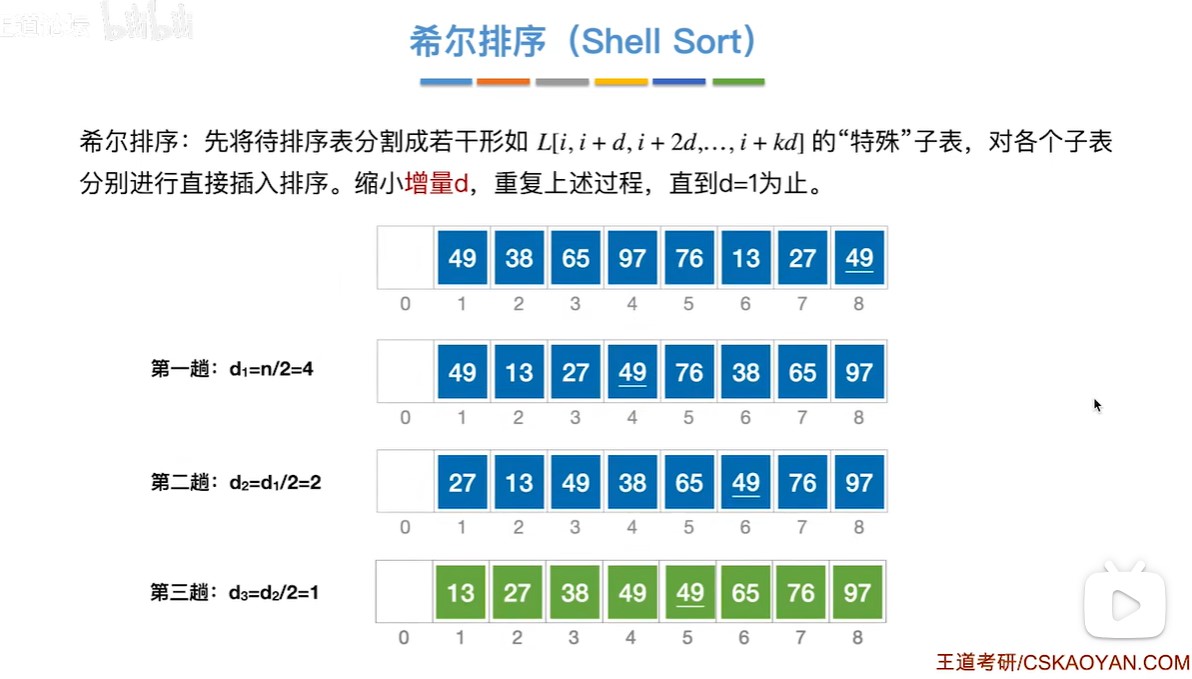 王道论坛 bilibili
希尔排序（Shell Sort）
希尔排序：先将待排序表分割成若干形如 L[i, i + d, i + 2d,…, i + kd] 的“特殊”子表，对各个子表
分别进行直接插入排序。缩小增量d，重复上述过程，直到d=1为止。
49 38 65 97 76 13 27 49
0 1 2 3 4 5 6 7 8
第一趟：d₁=n/2=4
49 13 27 49 76 38 65 97
0 1 2 3 4 5 6 7 8
第二趟：d₂=d₁/2=2
27 13 49 38 65 49 76 97
0 1 2 3 4 5 6 7 8
第三趟：d₃=d₂/2=1
13 27 38 49 49 65 76 97
0 1 2 3 4 5 6 7 8
王道考研/CSKAOYAN.COM